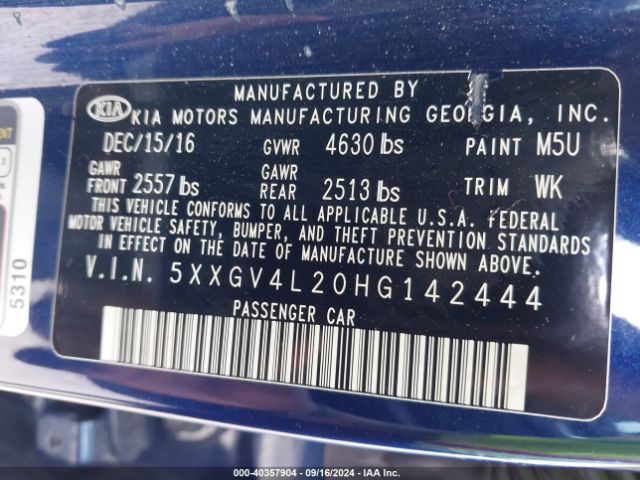 MANUFACTURED BY
KIA KIA MOTORS MANUFACTURING GEORGIA, INC.
DEC/15/16 GVWR 4630 lbs PAINT M5U
GAWR FRONT 2557 lbs GAWR REAR 2513 lbs TRIM WK
THIS VEHICLE CONFORMS TO ALL APPLICABLE U.S.A. FEDERAL
MOTOR VEHICLE SAFETY, BUMPER, AND THEFT PREVENTION STANDARDS
IN EFFECT ON THE DATE OF MANUFACTURE SHOWN ABOVE.
V.I.N. 5XXGV4L20HG142444
PASSENGER CAR
5310
000-40357904 - 09/16/2024 - IAA Inc.